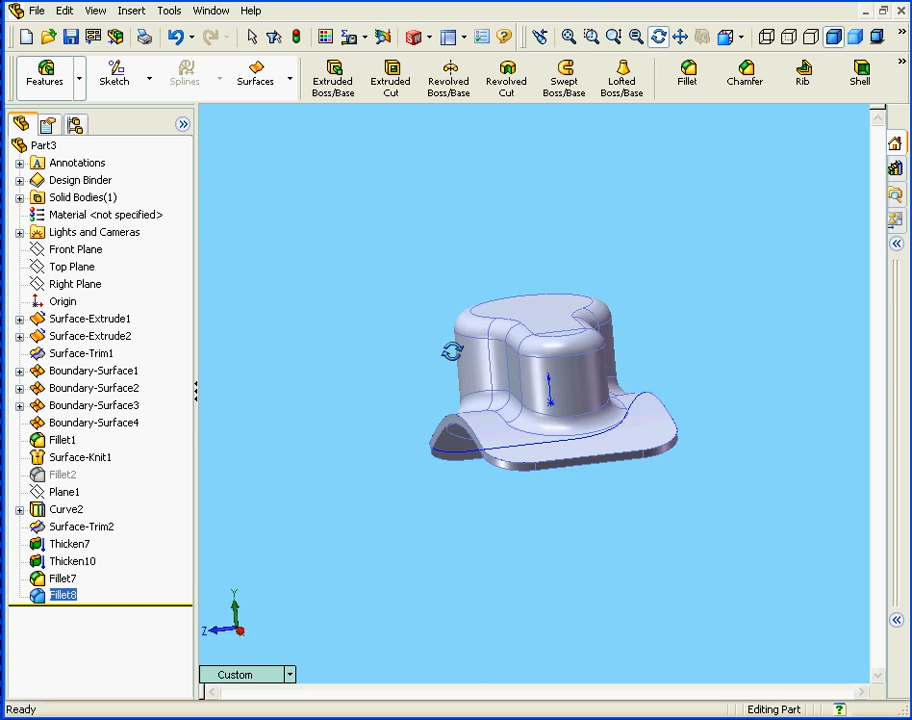 File Edit View Insert Tools Window Help
Features Sketch Splines Surfaces Extruded Boss/Base Extruded Cut Revolved Boss/Base Revolved Cut Swept Boss/Base Lofted Boss/Base Fillet Chamfer Rib Shell
Part3
Annotations
Design Binder
Solid Bodies(1)
Material <not specified>
Lights and Cameras
Front Plane
Top Plane
Right Plane
Origin
Surface-Extrude1
Surface-Extrude2
Surface-Trim1
Boundary-Surface1
Boundary-Surface2
Boundary-Surface3
Boundary-Surface4
Fillet1
Surface-Knit1
Fillet2
Plane1
Curve2
Surface-Trim2
Thicken7
Thicken10
Fillet7
Fillet8
Y
Z
Custom
Ready Editing Part